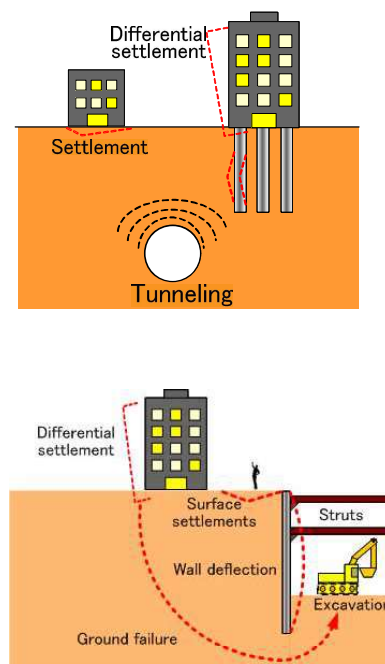 Differential
settlement
Settlement
Tunneling
Differential
settlement
Surface
settlements
Struts
Wall deflection
Excavation
Ground failure